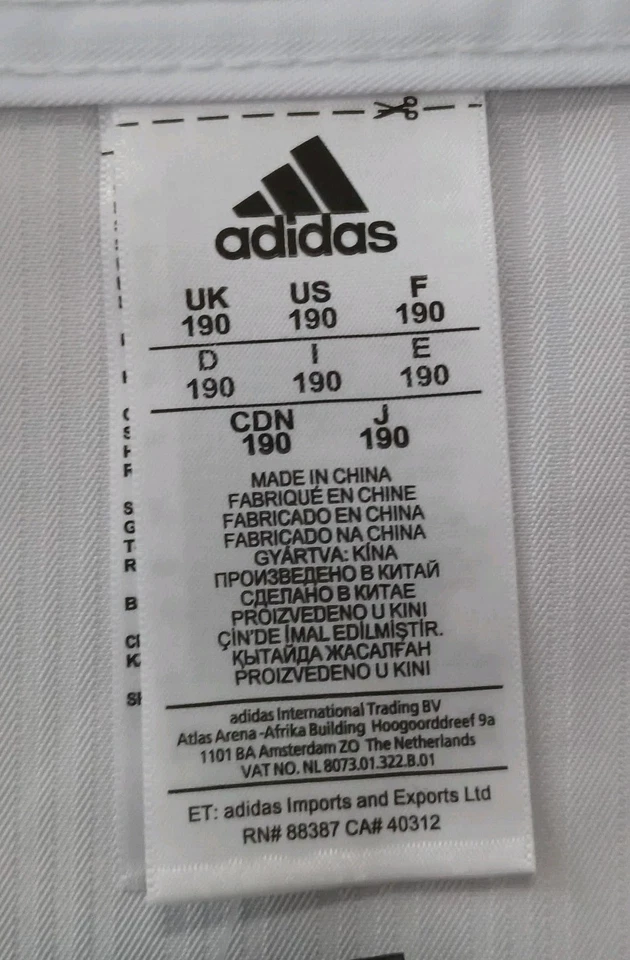 adidas
UK US F
190 190 190
D I E
190 190 190
CDN J
190 190
MADE IN CHINA
FABRIQUÉ EN CHINE
FABRICADO EN CHINA
FABRICADO NA CHINA
GYÁRTVA: KÍNA
ПРОИЗВЕДЕНО В КИТАЙ
СДЕЛАНО В КИТАЕ
PROIZVEDENO U KINI
ÇİN'DE İMAL EDİLMİŞTİR.
ҚЫТАЙДА ЖАСАЛҒАН
PROIZVEDENO U KINI
adidas International Trading BV
Atlas Arena -Afrika Building Hoogoorddreef 9a
1101 BA Amsterdam ZO The Netherlands
VAT NO. NL 8073.01.322.B.01
ET: adidas Imports and Exports Ltd
RN# 88387 CA# 40312